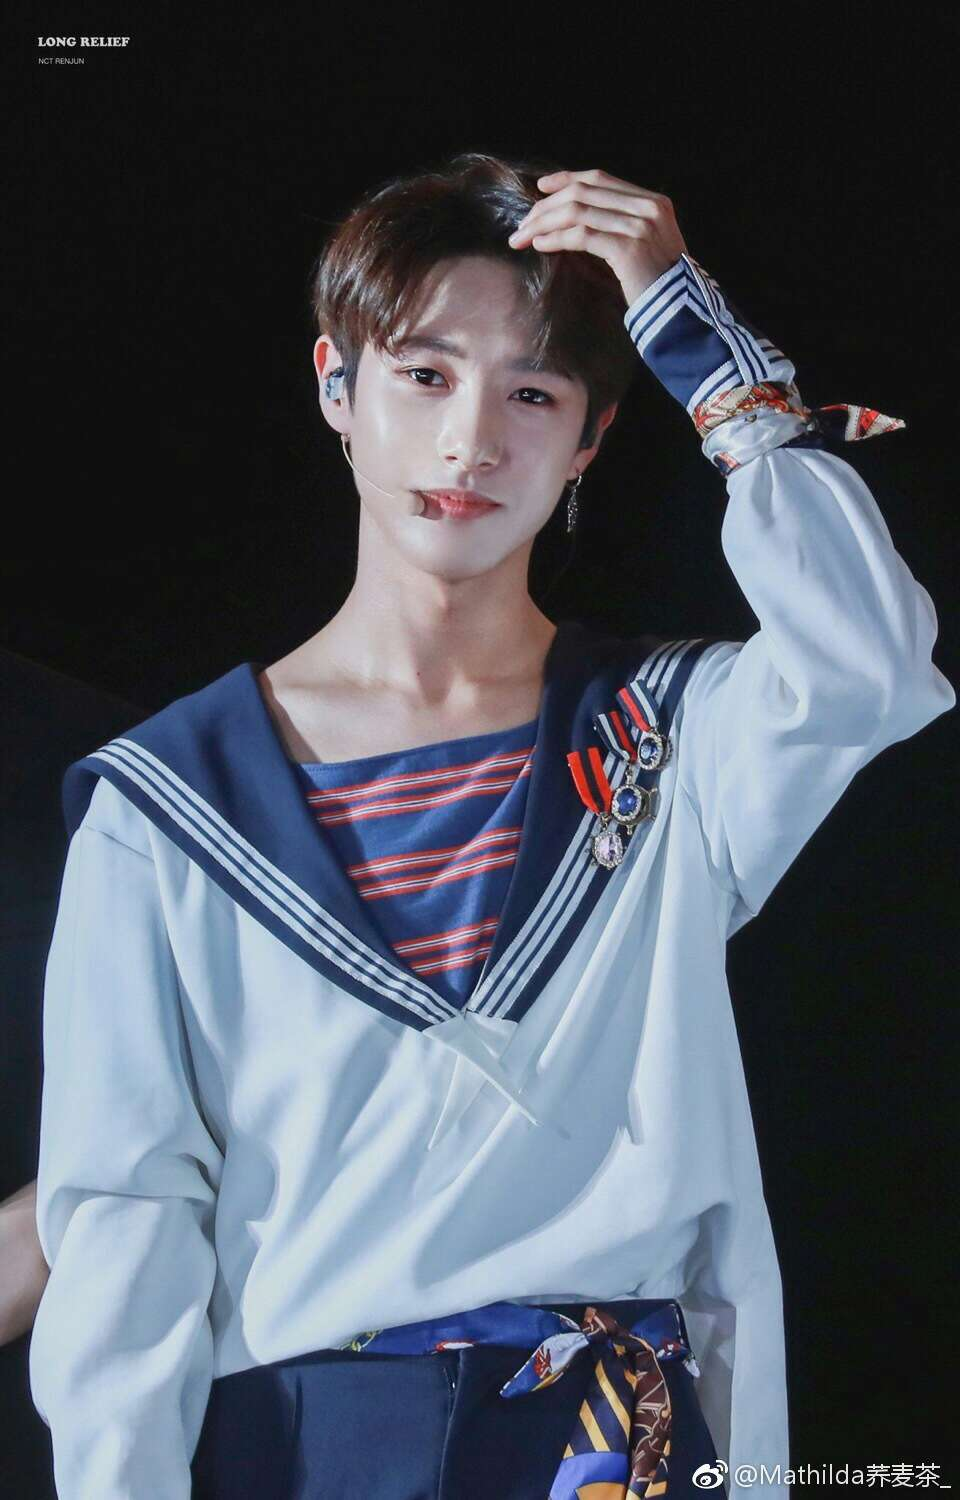 LONG RELIEF
NCT RENJUN
@Mathilda荞麦茶_